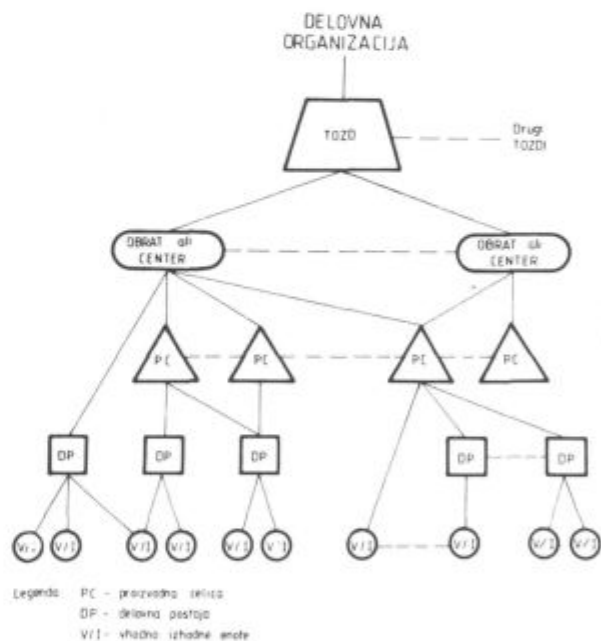 DELOVNA
ORGANIZACIJA
TOZD
Drugi
TOZDI
OBRAT ali
CENTER
OBRAT ali
CENTER
PC
PC
PC
PC
DP
DP
DP
DP
DP
V/I
V/I
V/I
V/I
V/I
V/I
V/I
V/I
V/I
Legenda PC - proizvodna celica
DP - delovna postaja
V/I - vhodno izhodne enote